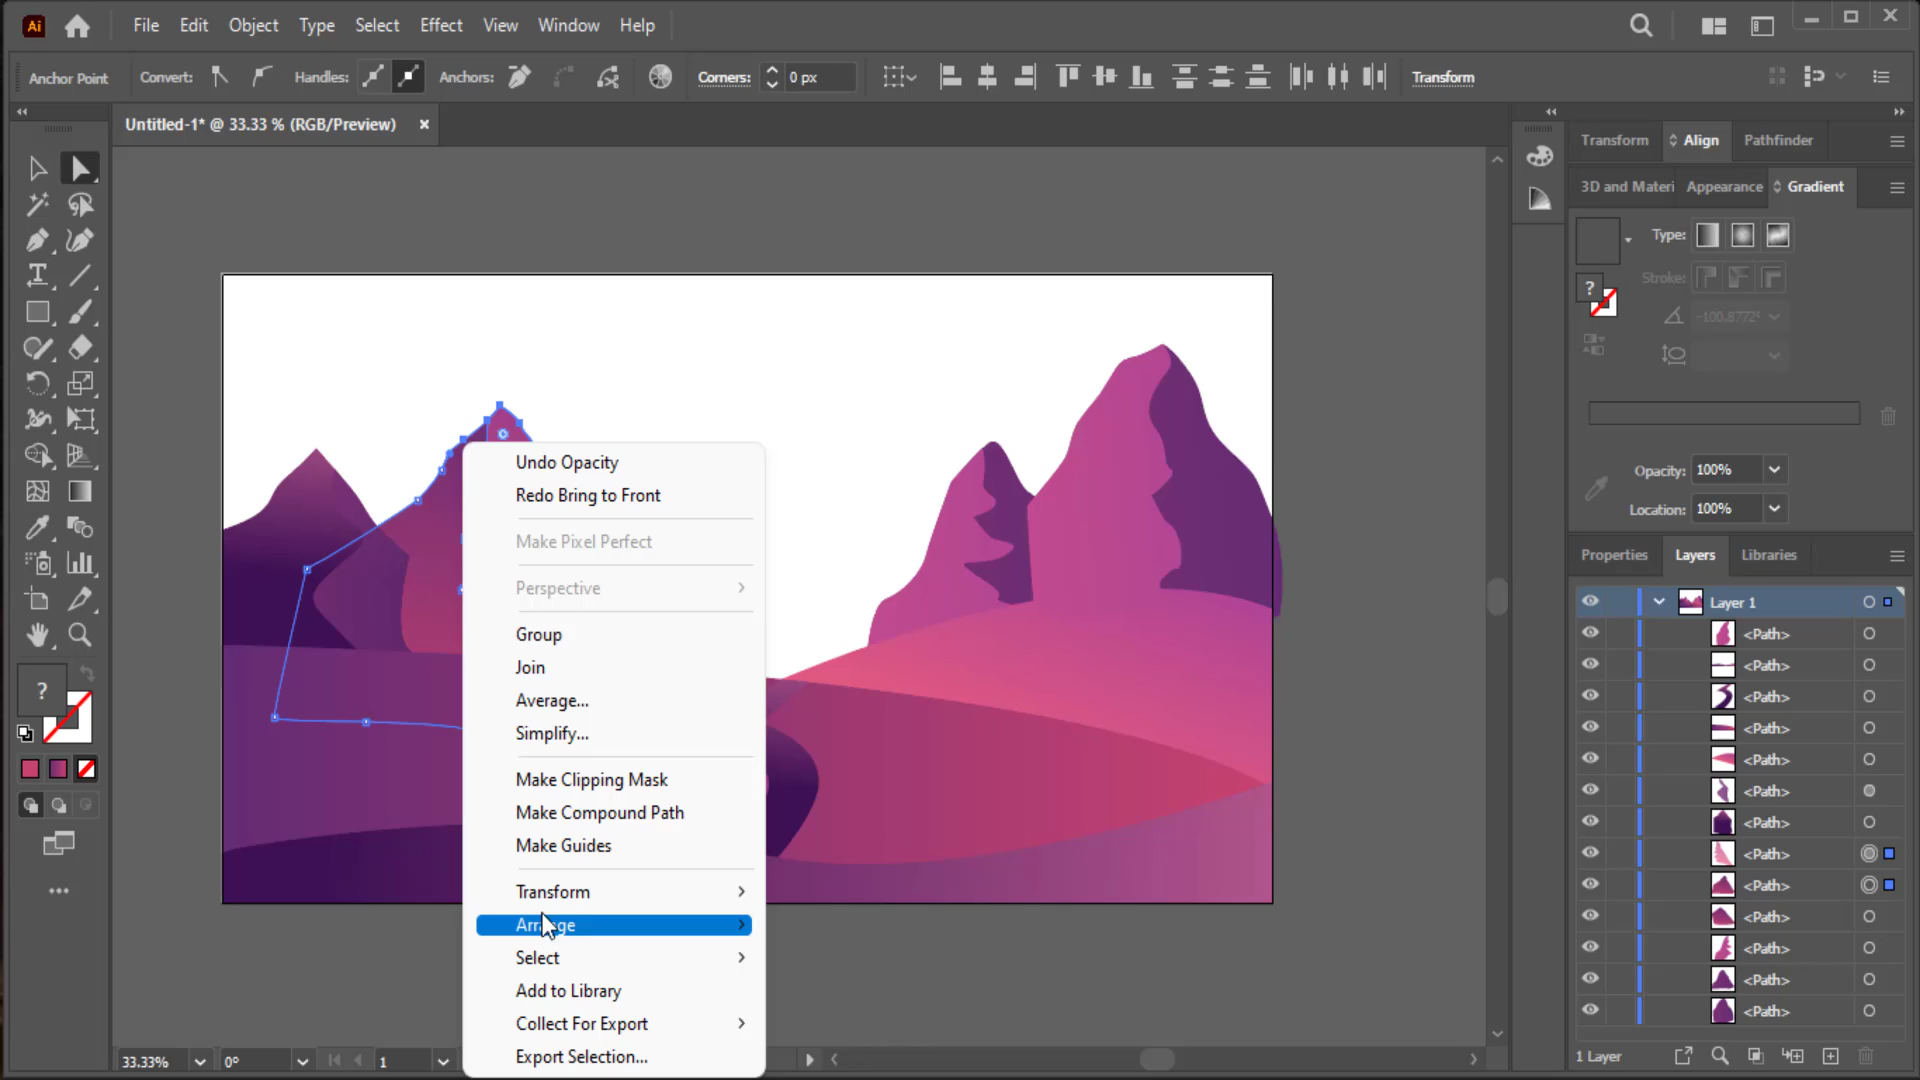 Ai File Edit Object Type Select Effect View Window Help
Anchor Point Convert: Handles: Anchors: Corners: 0 px Transform
Untitled-1* @ 33.33 % (RGB/Preview) ×
Transform Align Pathfinder
3D and Materi Appearance Gradient
Type:
Stroke:
? -100.8772°
Opacity: 100%
Location: 100%
Properties Layers Libraries
Layer 1
<Path>
<Path>
<Path>
<Path>
<Path>
<Path>
<Path>
<Path>
<Path>
<Path>
<Path>
<Path>
<Path>
1 Layer
T
?
Undo Opacity
Redo Bring to Front
Make Pixel Perfect
Perspective
Group
Join
Average...
Simplify...
Make Clipping Mask
Make Compound Path
Make Guides
Transform
Arrange
Select
Add to Library
Collect For Export
Export Selection...
33.33% 0° 1